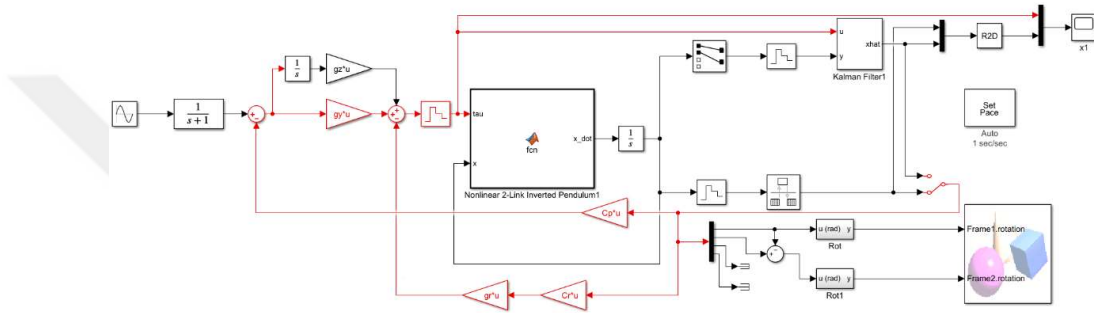 u
y
xhat
Kalman Filter1
R2D
x1
1
s
gz*u
1
s+1
gy*u
tau
x
fcn
x_dot
Nonlinear 2-Link Inverted Pendulum1
1
s
Set
Pace
Auto
1 sec/sec
Cp*u
u (rad) y
Rot
Frame1.rotation
gr*u
Cr*u
u (rad) y
Rot1
Frame2.rotation